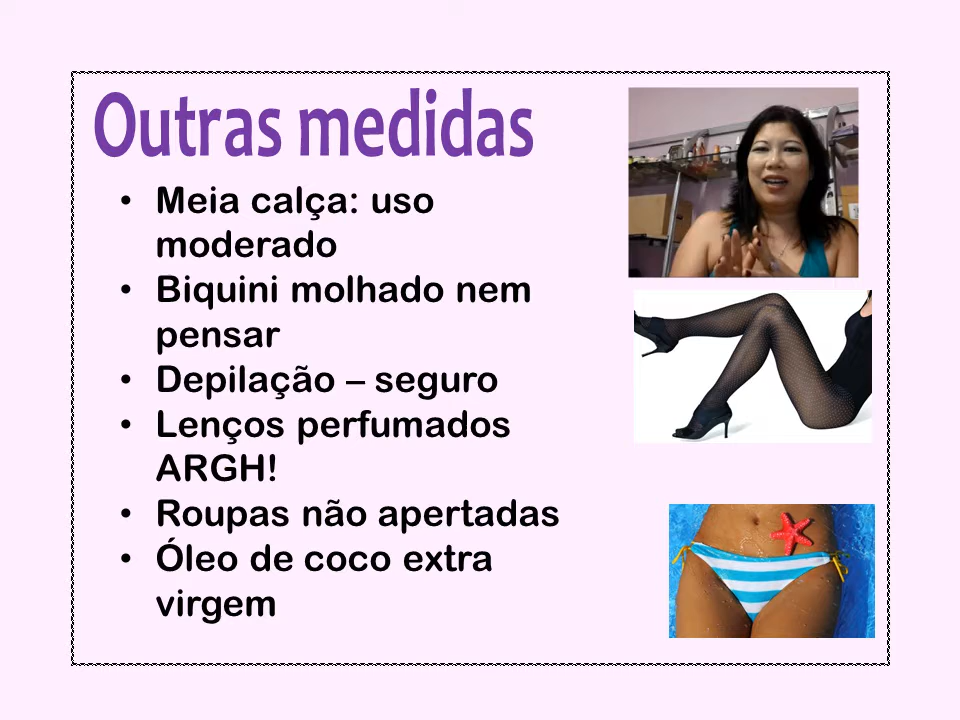 Outras medidas
• Meia calça: uso
moderado
• Biquini molhado nem
pensar
• Depilação – seguro
• Lenços perfumados
ARGH!
• Roupas não apertadas
• Óleo de coco extra
virgem